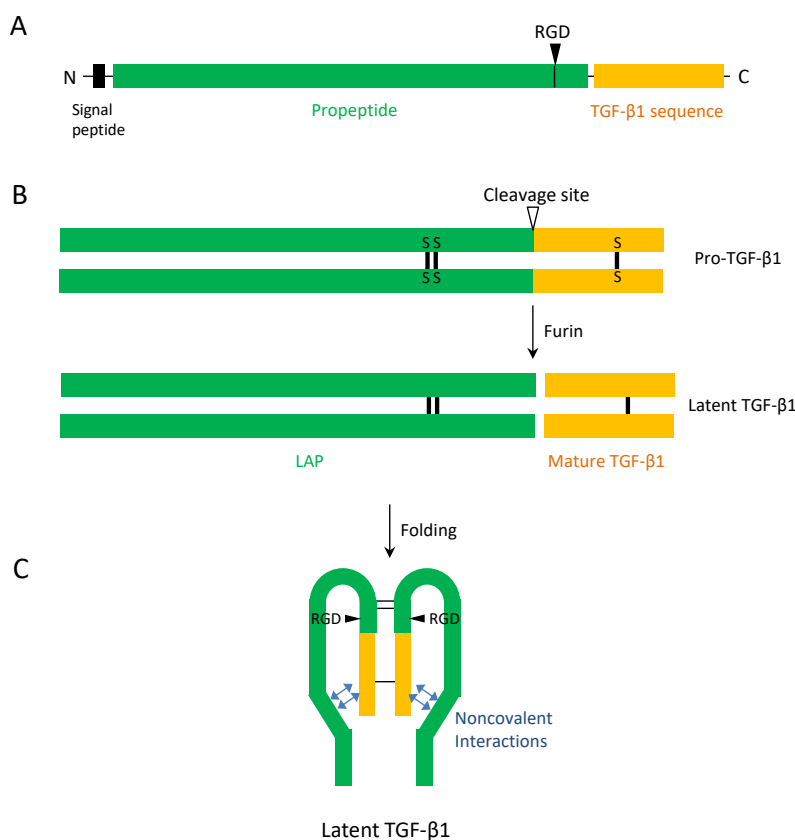 A
RGD
N
C
Signal
peptide
Propeptide
TGF-β1 sequence
B
Cleavage site
S S
S
S S
S
Pro-TGF-β1
Furin
Latent TGF-β1
LAP
Mature TGF-β1
Folding
C
RGD
RGD
Noncovalent
Interactions
Latent TGF-β1